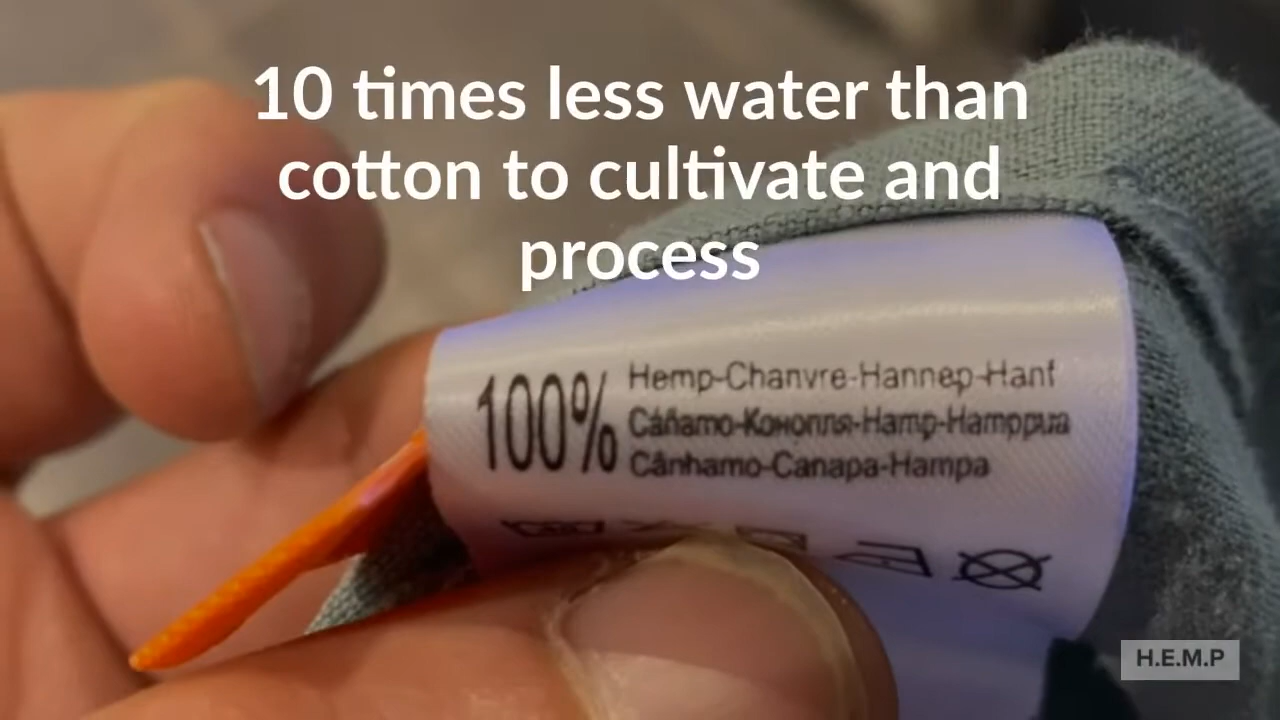 10 times less water than
cotton to cultivate and
process
100%
Hemp-Chanvre-Hannep-Hanf
Cáñamo-Конопля-Hamp-Hamppua
Cânhamo-Canapa-Hampa
H.E.M.P